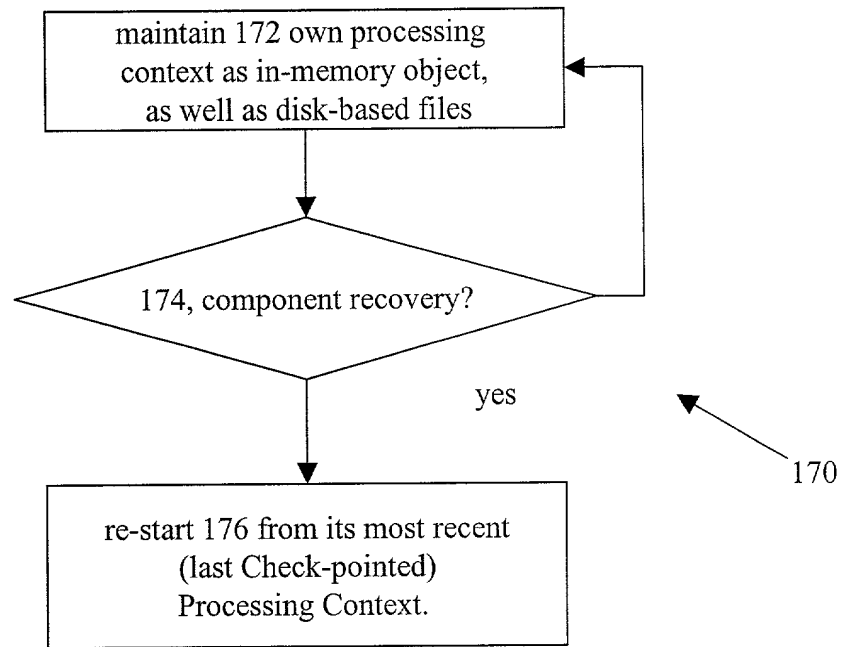 maintain 172 own processing
context as in-memory object,
as well as disk-based files
174, component recovery?
yes
170
re-start 176 from its most recent
(last Check-pointed)
Processing Context.